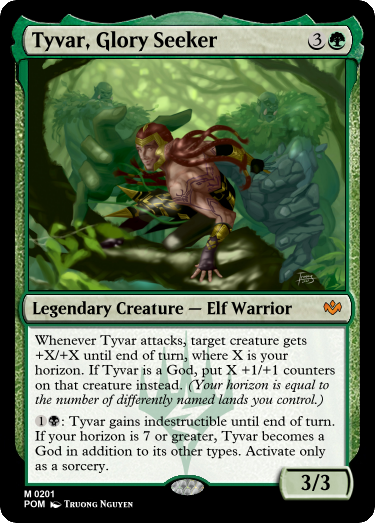 Tyvar, Glory Seeker 3
Legendary Creature — Elf Warrior
Whenever Tyvar attacks, target creature gets
+X/+X until end of turn, where X is your
horizon. If Tyvar is a God, put X +1/+1 counters
on that creature instead. (Your horizon is equal to
the number of differently named lands you control.)
1: Tyvar gains indestructible until end of turn.
If your horizon is 7 or greater, Tyvar becomes a
God in addition to its other types. Activate only
as a sorcery.
3/3
M 0201
POM TRUONG NGUYEN